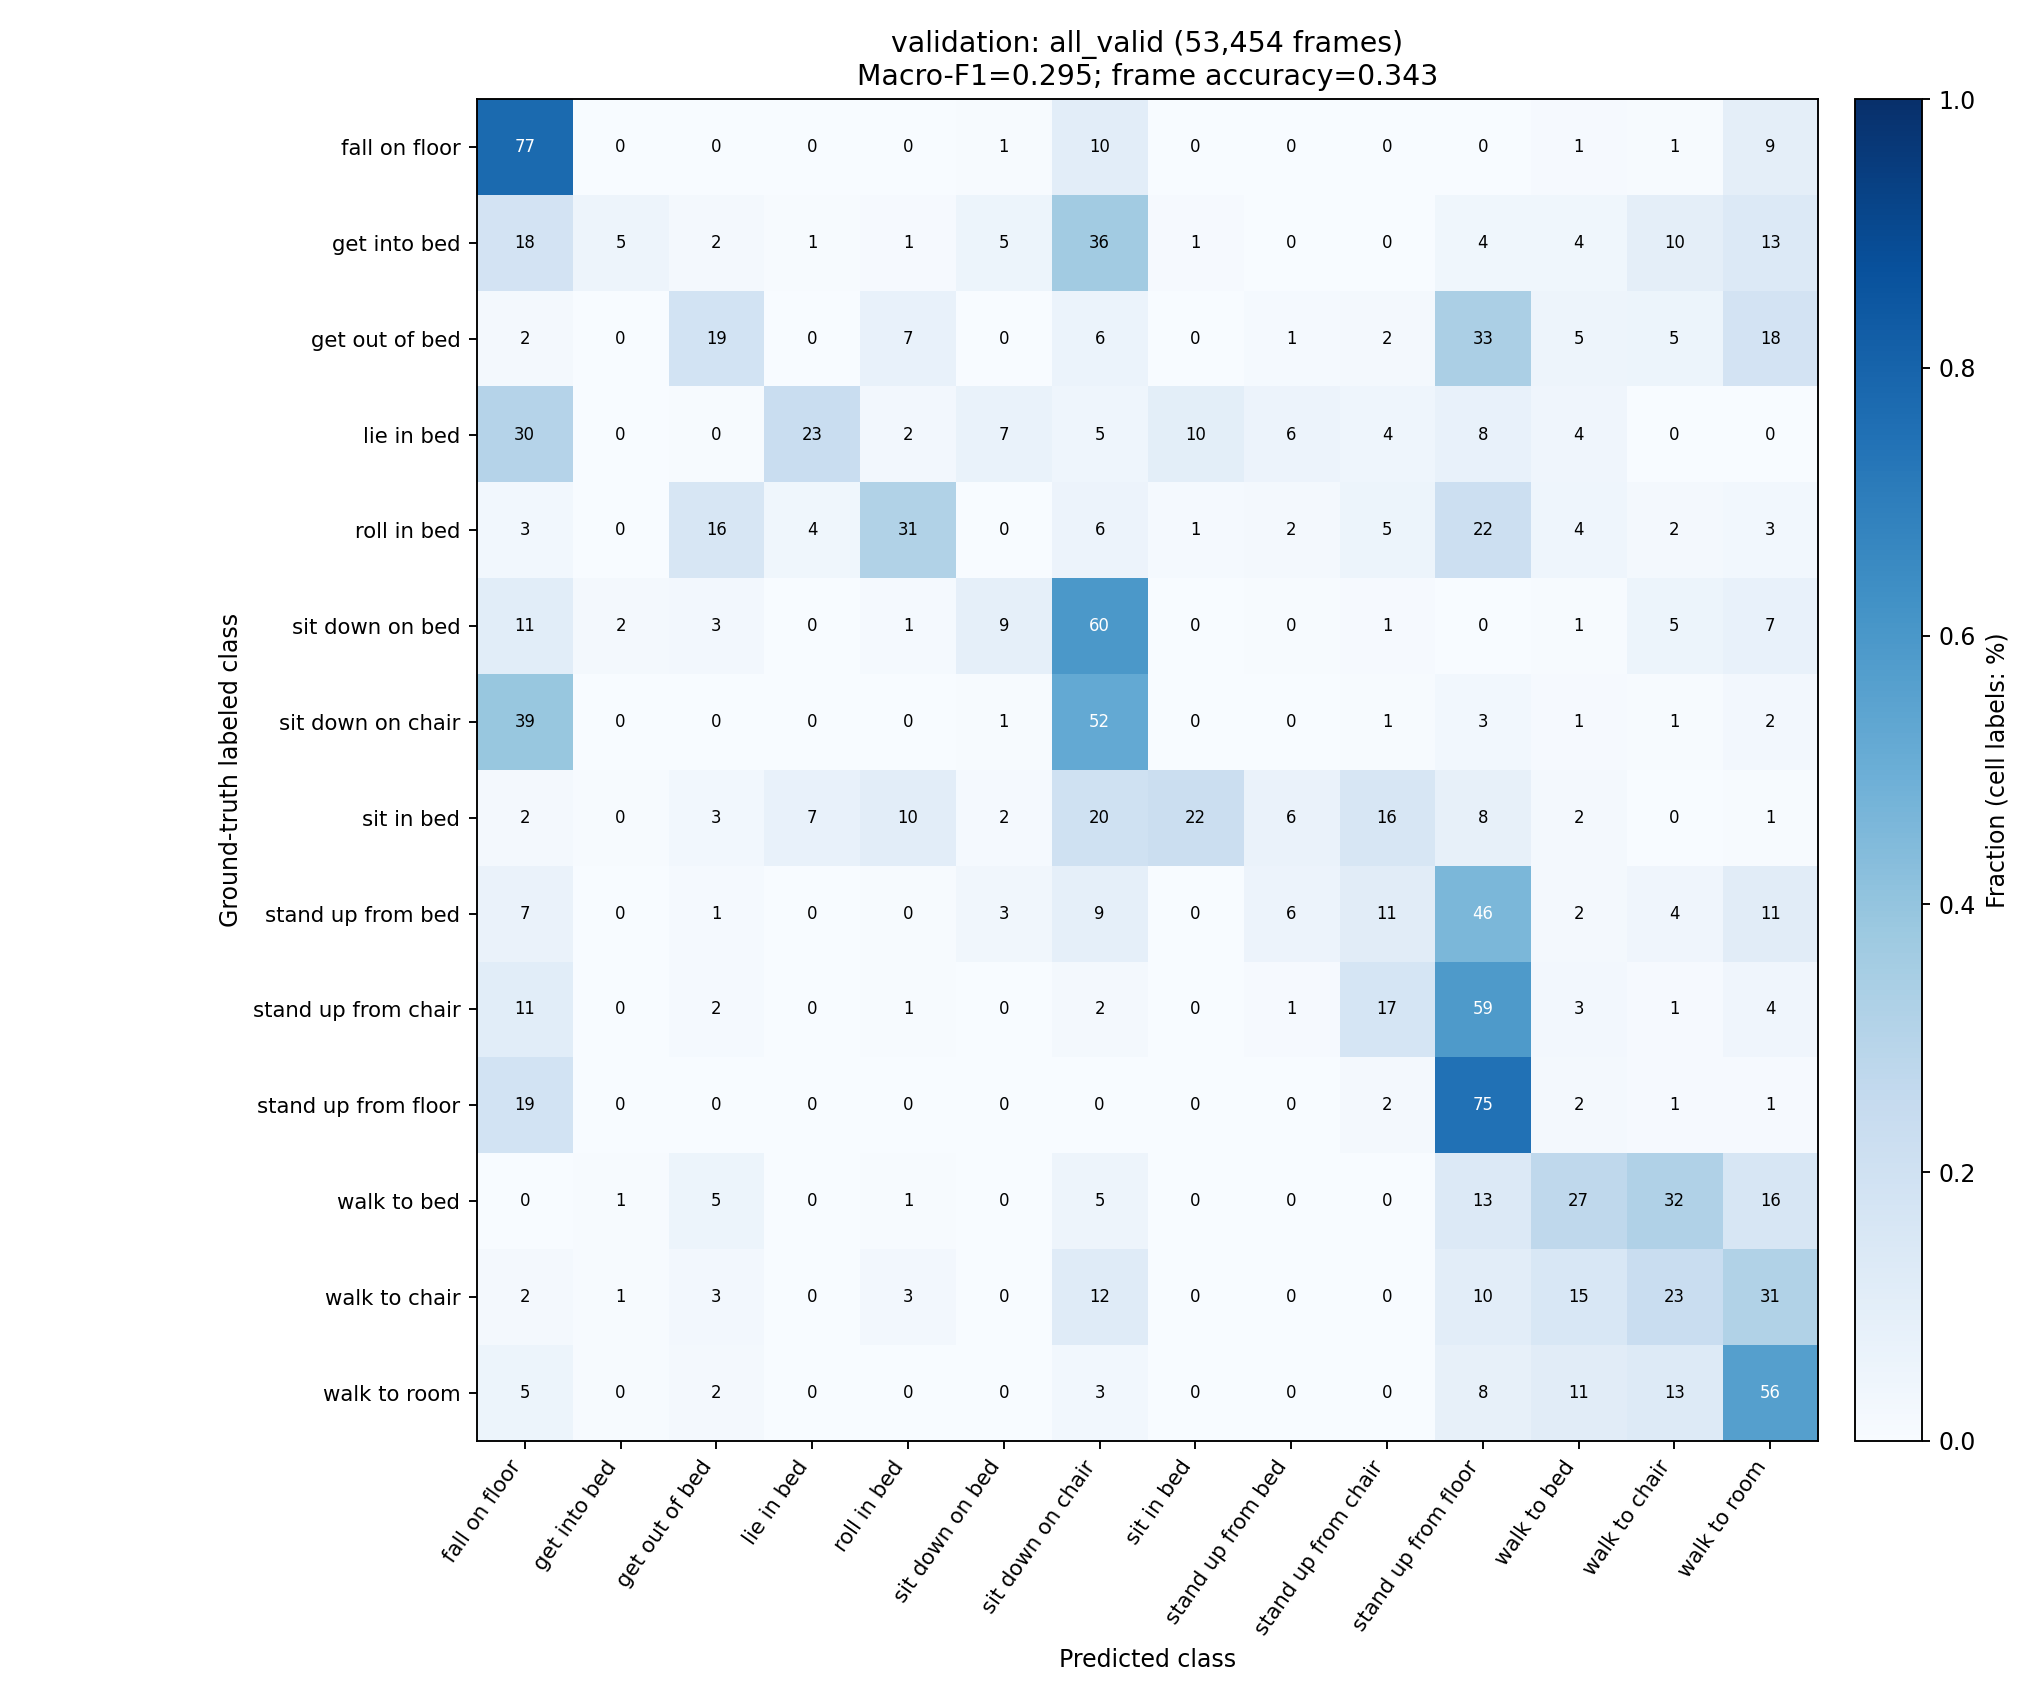 validation: all_valid (53,454 frames)
Macro-F1=0.295; frame accuracy=0.343
fall on floor 77 0 0 0 0 1 10 0 0 0 0 1 1 9
get into bed 18 5 2 1 1 5 36 1 0 0 4 4 10 13
get out of bed 2 0 19 0 7 0 6 0 1 2 33 5 5 18
lie in bed 30 0 0 23 2 7 5 10 6 4 8 4 0 0
roll in bed 3 0 16 4 31 0 6 1 2 5 22 4 2 3
sit down on bed 11 2 3 0 1 9 60 0 0 1 0 1 5 7
sit down on chair 39 0 0 0 0 1 52 0 0 1 3 1 1 2
sit in bed 2 0 3 7 10 2 20 22 6 16 8 2 0 1
stand up from bed 7 0 1 0 0 3 9 0 6 11 46 2 4 11
stand up from chair 11 0 2 0 1 0 2 0 1 17 59 3 1 4
stand up from floor 19 0 0 0 0 0 0 0 0 2 75 2 1 1
walk to bed 0 1 5 0 1 0 5 0 0 0 13 27 32 16
walk to chair 2 1 3 0 3 0 12 0 0 0 10 15 23 31
walk to room 5 0 2 0 0 0 3 0 0 0 8 11 13 56
fall on floor
get into bed
get out of bed
lie in bed
roll in bed
sit down on bed
sit down on chair
sit in bed
stand up from bed
stand up from chair
stand up from floor
walk to bed
walk to chair
walk to room
Predicted class
Ground-truth labeled class
1.0
0.8
0.6
0.4
0.2
0.0
Fraction (cell labels: %)